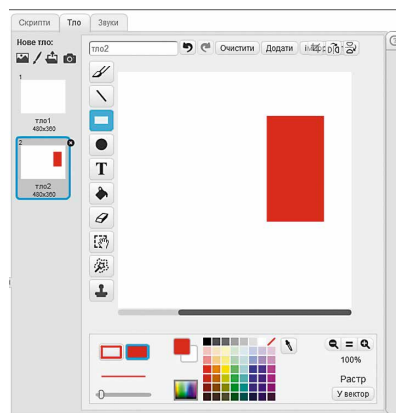 Скрипти Тло Звуки
Нове тло:
тло2 Очистити Додати
1
тло1
480x360
2
тло2
480x360
T
100%
Растр
У вектор